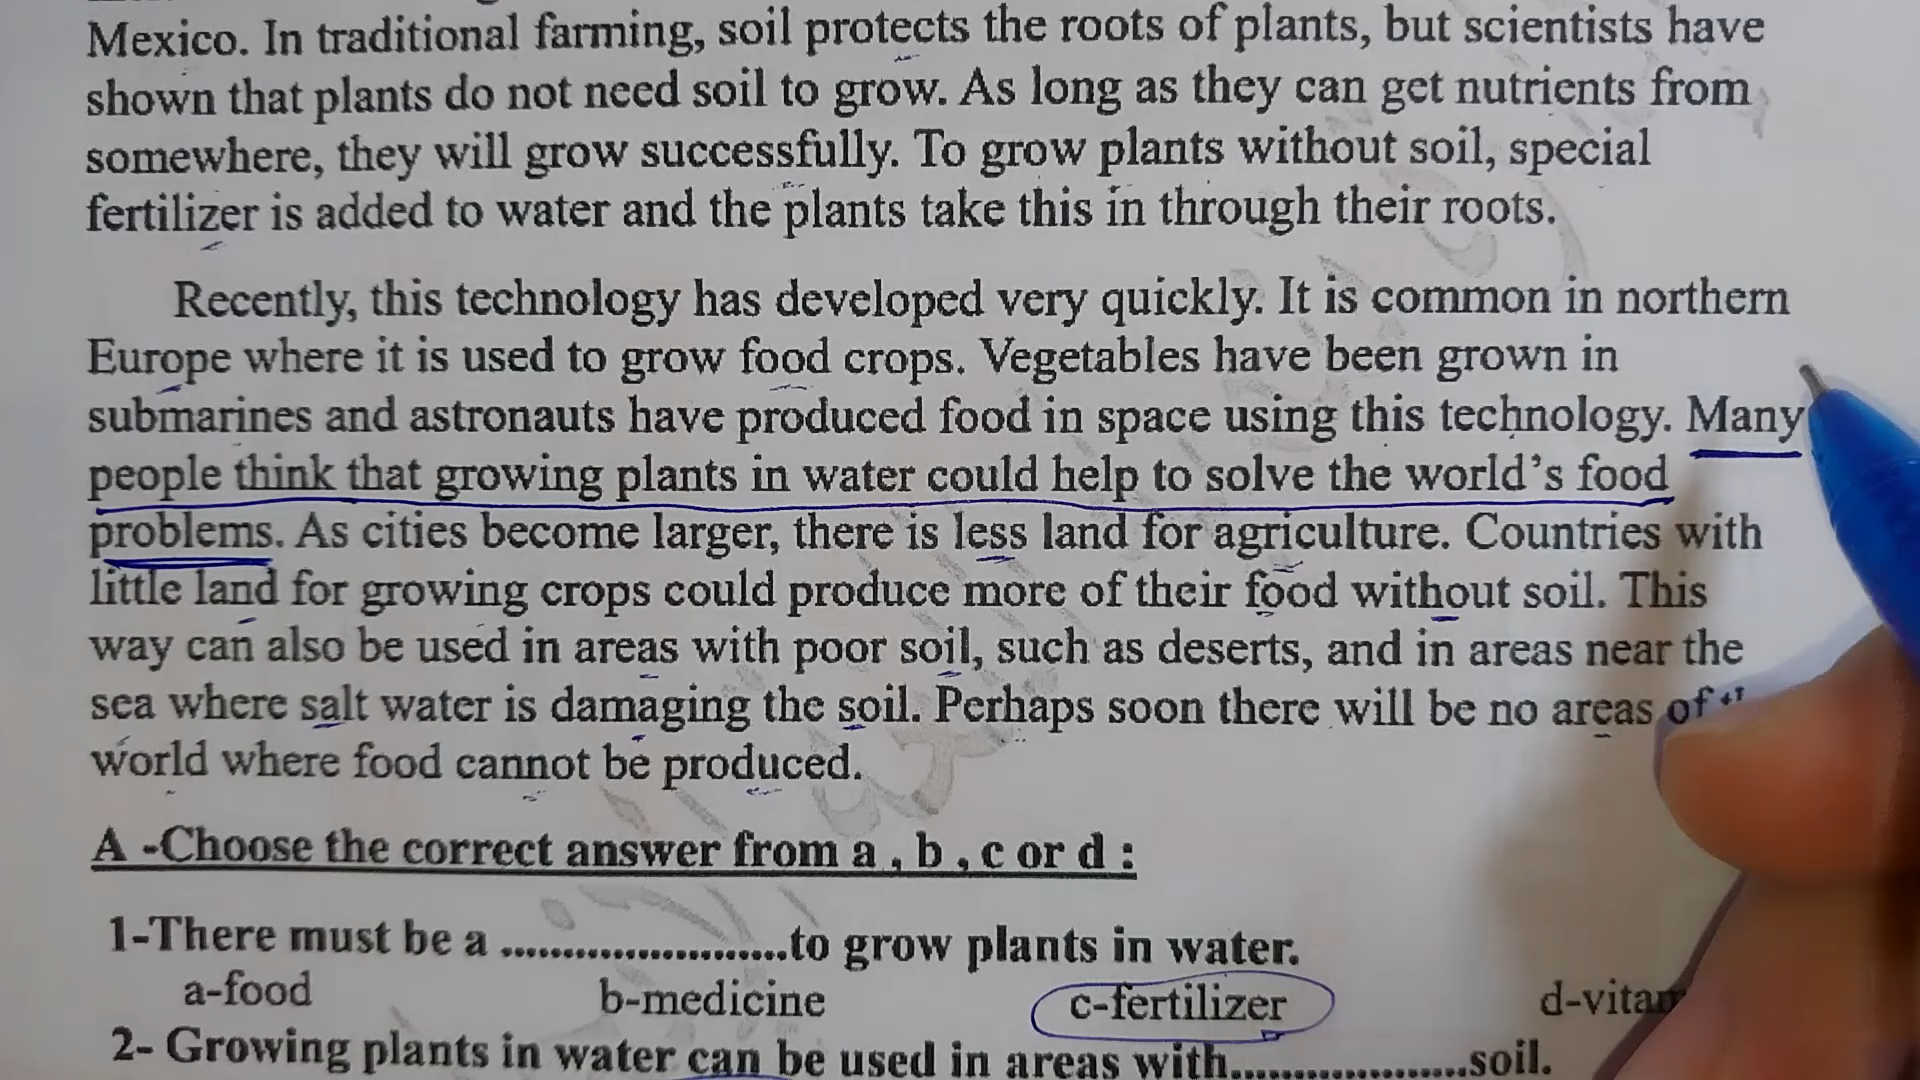 Mexico. In traditional farming, soil protects the roots of plants, but scientists have
shown that plants do not need soil to grow. As long as they can get nutrients from
somewhere, they will grow successfully. To grow plants without soil, special
fertilizer is added to water and the plants take this in through their roots.
Recently, this technology has developed very quickly. It is common in northern
Europe where it is used to grow food crops. Vegetables have been grown in
submarines and astronauts have produced food in space using this technology. Many
people think that growing plants in water could help to solve the world's food
problems. As cities become larger, there is less land for agriculture. Countries with
little land for growing crops could produce more of their food without soil. This
way can also be used in areas with poor soil, such as deserts, and in areas near the
sea where salt water is damaging the soil. Perhaps soon there will be no areas of
world where food cannot be produced.
A -Choose the correct answer from a , b , c or d :
1-There must be a ........................to grow plants in water.
a-food b-medicine c-fertilizer d-
2- Growing plants in water can be used in areas with....................soil.